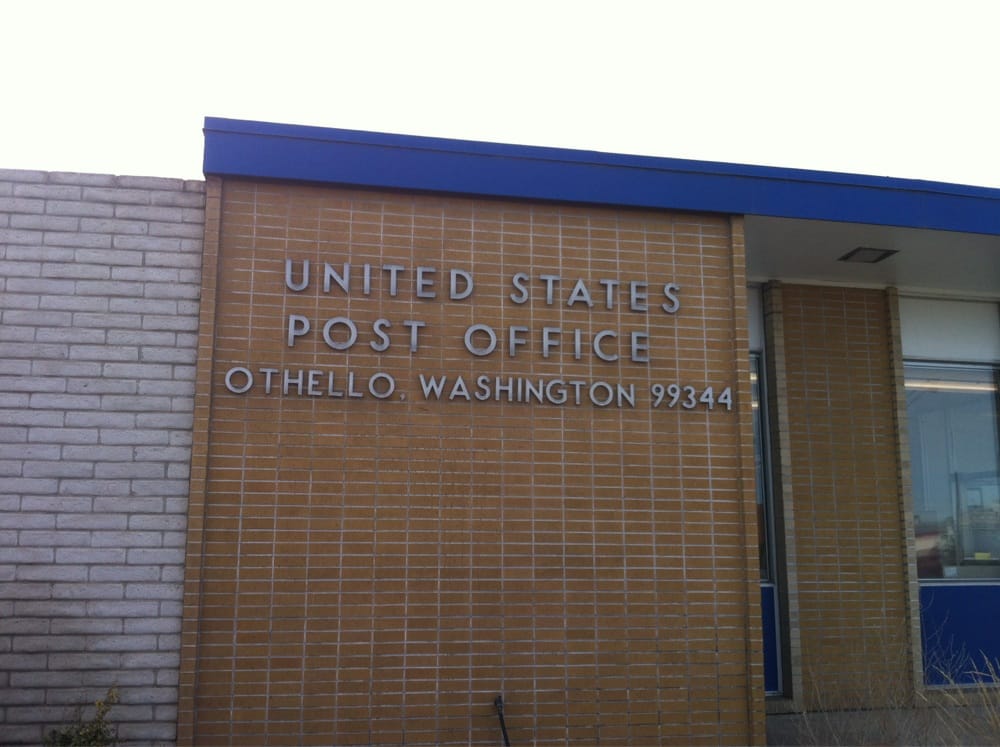 UNITED STATES
POST OFFICE
OTHELLO, WASHINGTON 99344